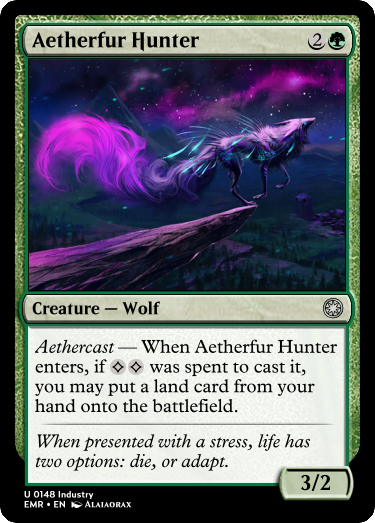 Aetherfur Hunter 2
Creature — Wolf
Aethercast — When Aetherfur Hunter
enters, if was spent to cast it,
you may put a land card from your
hand onto the battlefield.
When presented with a stress, life has
two options: die, or adapt.
3/2
U 0148 Industry
EMR • EN Alaiaorax